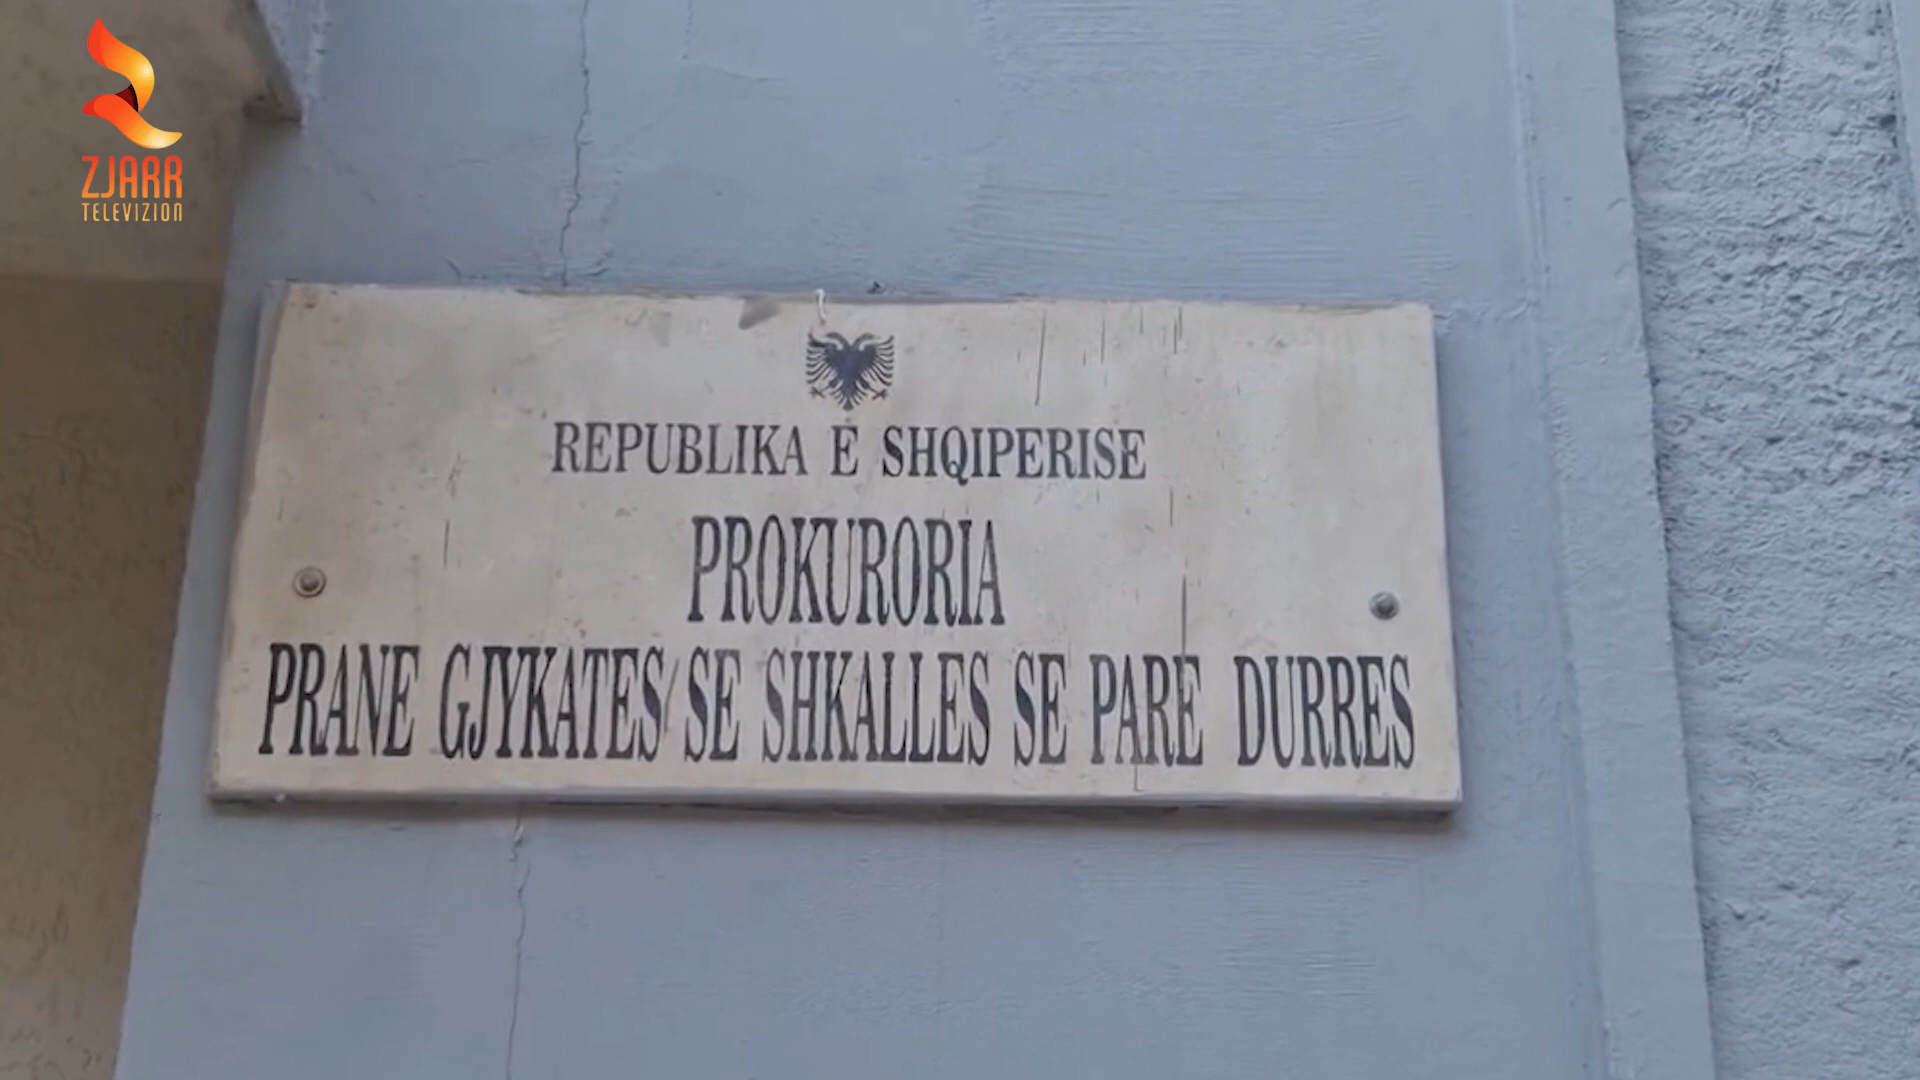 ZJARR
TELEVIZION
REPUBLIKA E SHQIPERISE
PROKURORIA
PRANE GJYKATES SE SHKALLES SE PARE DURRES